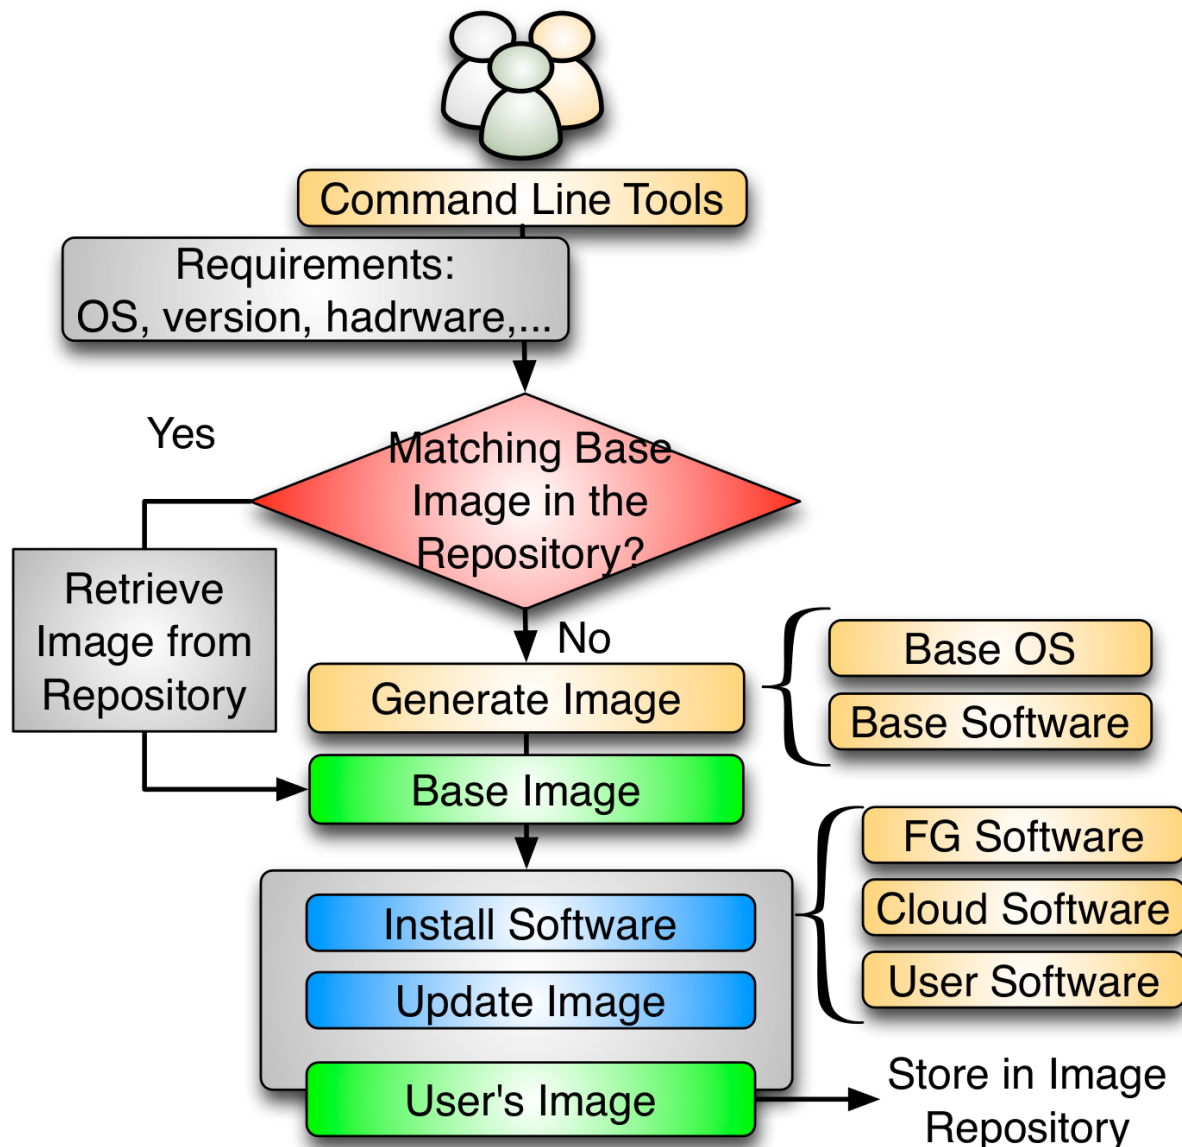 Command Line Tools
Requirements:
OS, version, hadrware,...
Yes
Matching Base
Image in the
Repository?
Retrieve
Image from
Repository
No
Generate Image
Base OS
Base Software
Base Image
FG Software
Cloud Software
User Software
Install Software
Update Image
User's Image
Store in Image
Repository